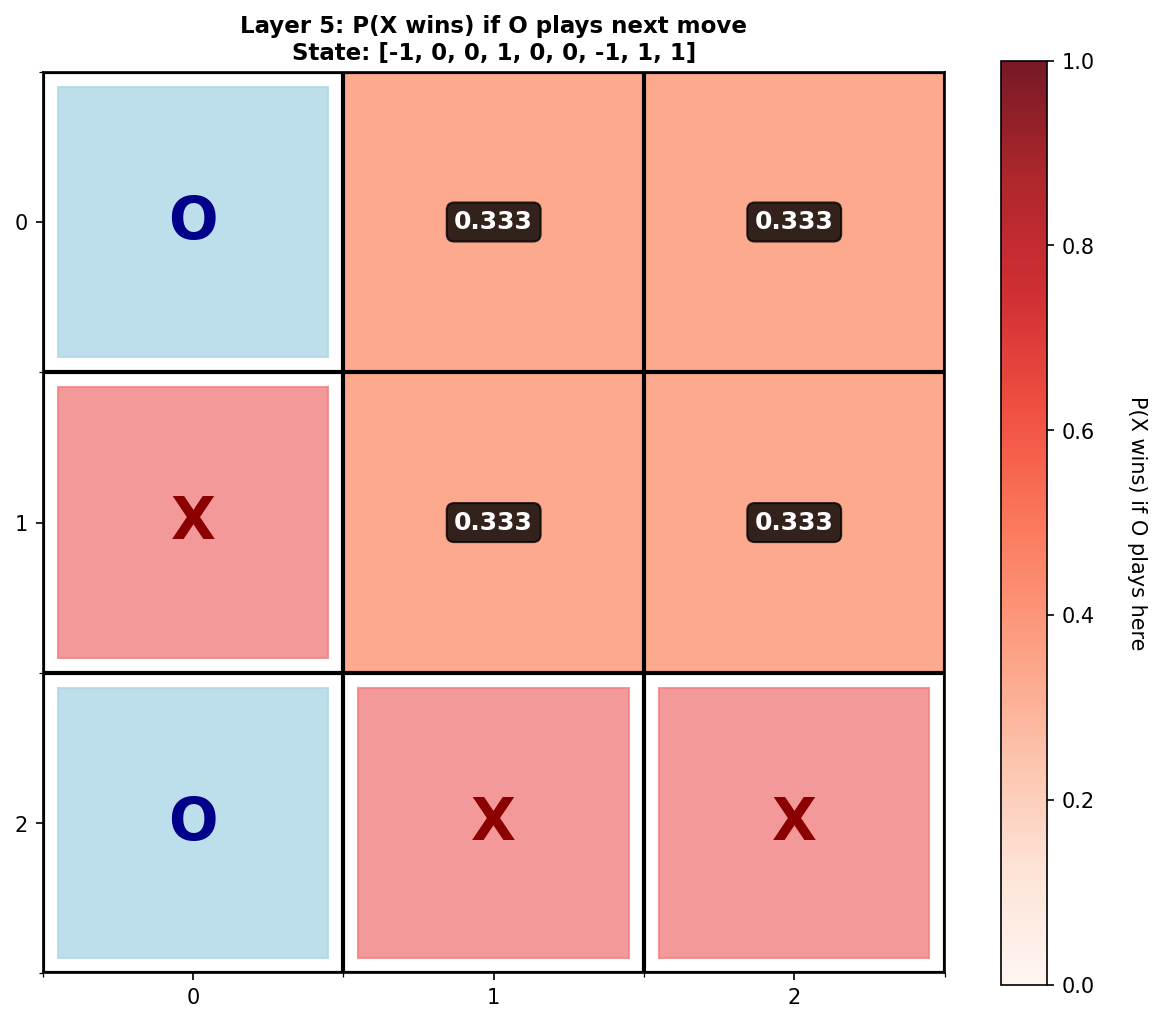 Layer 5: P(X wins) if O plays next move
State: [-1, 0, 0, 1, 0, 0, -1, 1, 1]
0
O
0.333
0.333
1
X
0.333
0.333
2
O
X
X
0
1
2
1.0
0.8
0.6
0.4
0.2
0.0
P(X wins) if O plays here